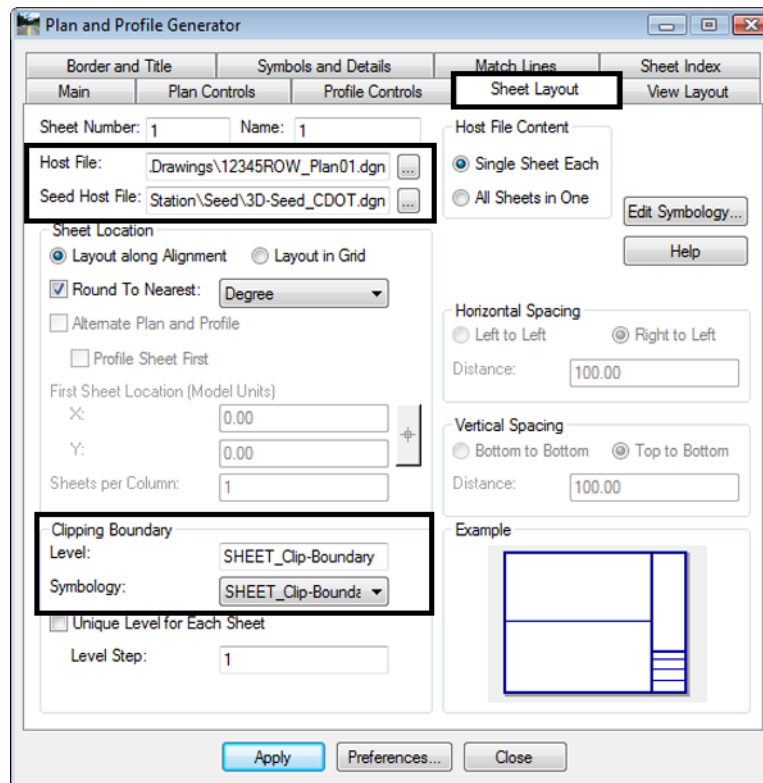 Plan and Profile Generator
Border and Title Symbols and Details Match Lines Sheet Index
Main Plan Controls Profile Controls Sheet Layout View Layout
Sheet Number: 1 Name: 1
Host File: .Drawings\12345ROW_Plan01.dgn ...
Seed Host File: Station\Seed\3D-Seed_CDOT.dgn ...
Host File Content
Single Sheet Each
All Sheets in One
Edit Symbology...
Help
Sheet Location
Layout along Alignment Layout in Grid
Round To Nearest: Degree
Alternate Plan and Profile
Profile Sheet First
First Sheet Location (Model Units)
X: 0.00
Y: 0.00
Sheets per Column: 1
Horizontal Spacing
Left to Left Right to Left
Distance: 100.00
Vertical Spacing
Bottom to Bottom Top to Bottom
Distance: 100.00
Clipping Boundary
Level: SHEET_Clip-Boundary
Symbology: SHEET_Clip-Bounda
Unique Level for Each Sheet
Level Step: 1
Example
Apply Preferences... Close